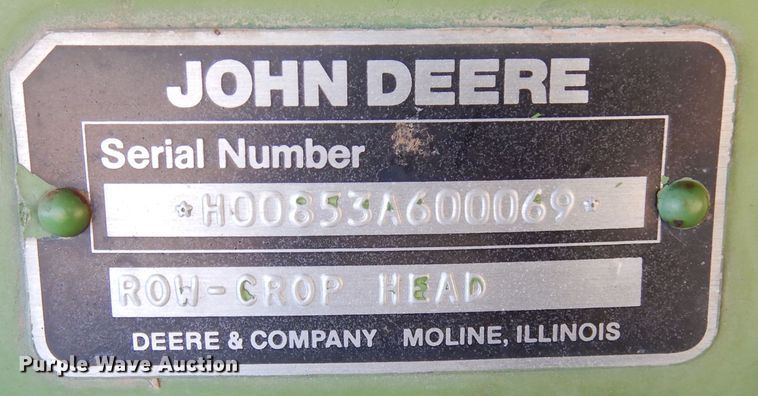 JOHN DEERE
Serial Number
*H00853A600069*
ROW-CROP HEAD
DEERE & COMPANY MOLINE, ILLINOIS
Purple Wave Auction